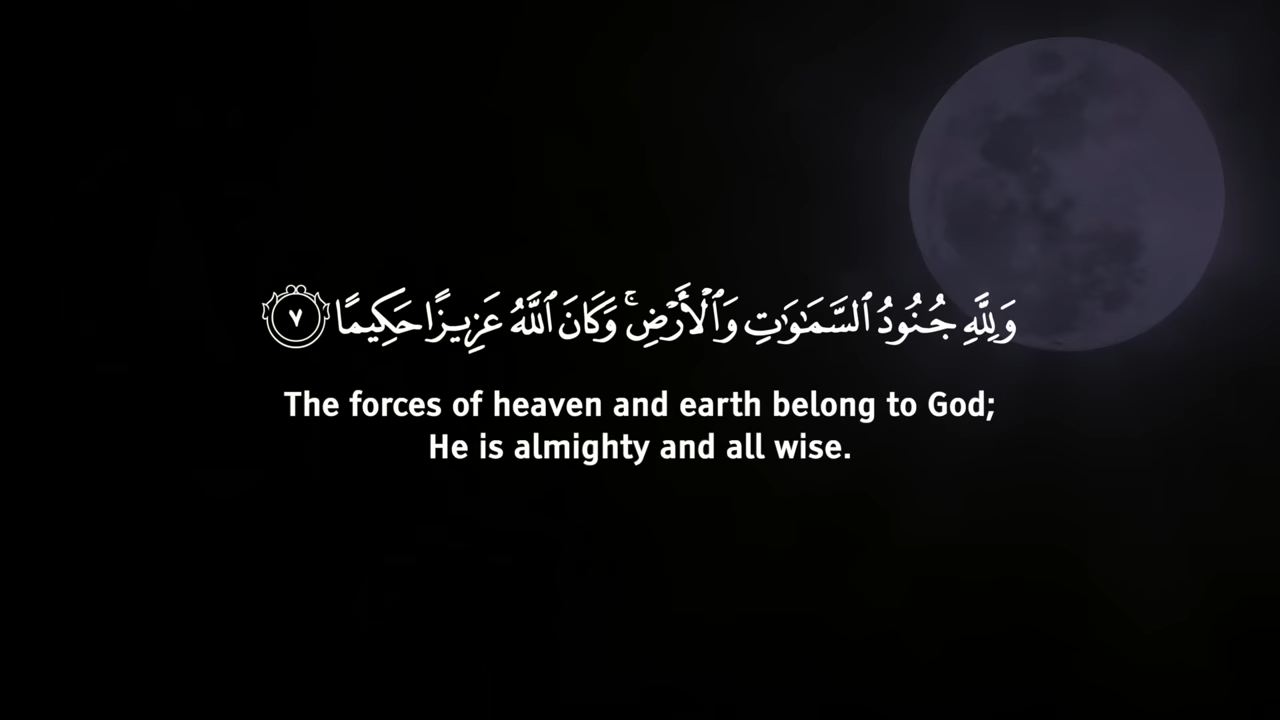 وَلِلَّهِ جُنُودُ ٱلسَّمَٰوَٰتِ وَٱلْأَرْضِ ۚ وَكَانَ ٱللَّهُ عَزِيزًا حَكِيمًا ٧
The forces of heaven and earth belong to God;
He is almighty and all wise.